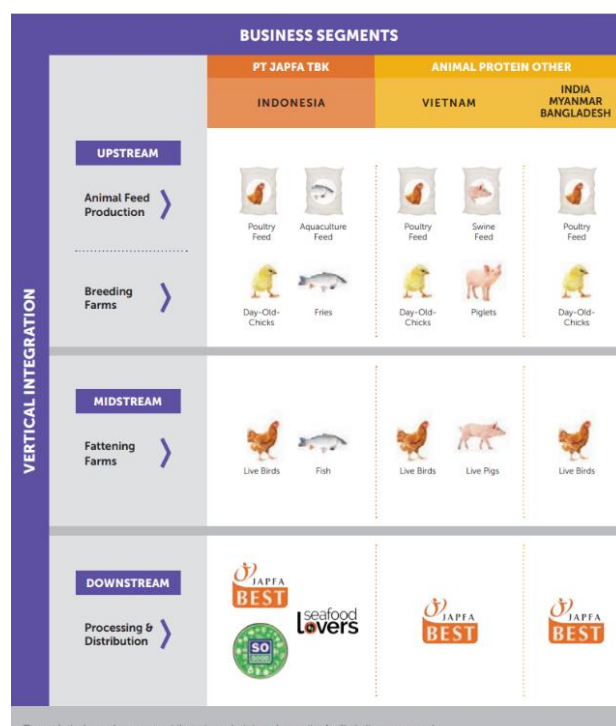 BUSINESS SEGMENTS
PT JAPFA TBK
ANIMAL PROTEIN OTHER
INDONESIA
VIETNAM
INDIA
MYANMAR
BANGLADESH
VERTICAL INTEGRATION
UPSTREAM
Animal Feed
Production
Poultry
Feed
Aquaculture
Feed
Poultry
Feed
Swine
Feed
Poultry
Feed
Breeding
Farms
Day-Old-
Chicks
Fries
Day-Old-
Chicks
Piglets
Day-Old-
Chicks
MIDSTREAM
Fattening
Farms
Live Birds
Fish
Live Birds
Live Pigs
Live Birds
DOWNSTREAM
Processing &
Distribution
JAPFA
BEST
seafood
Lovers
SO
GOOD
JAPFA
BEST
JAPFA
BEST